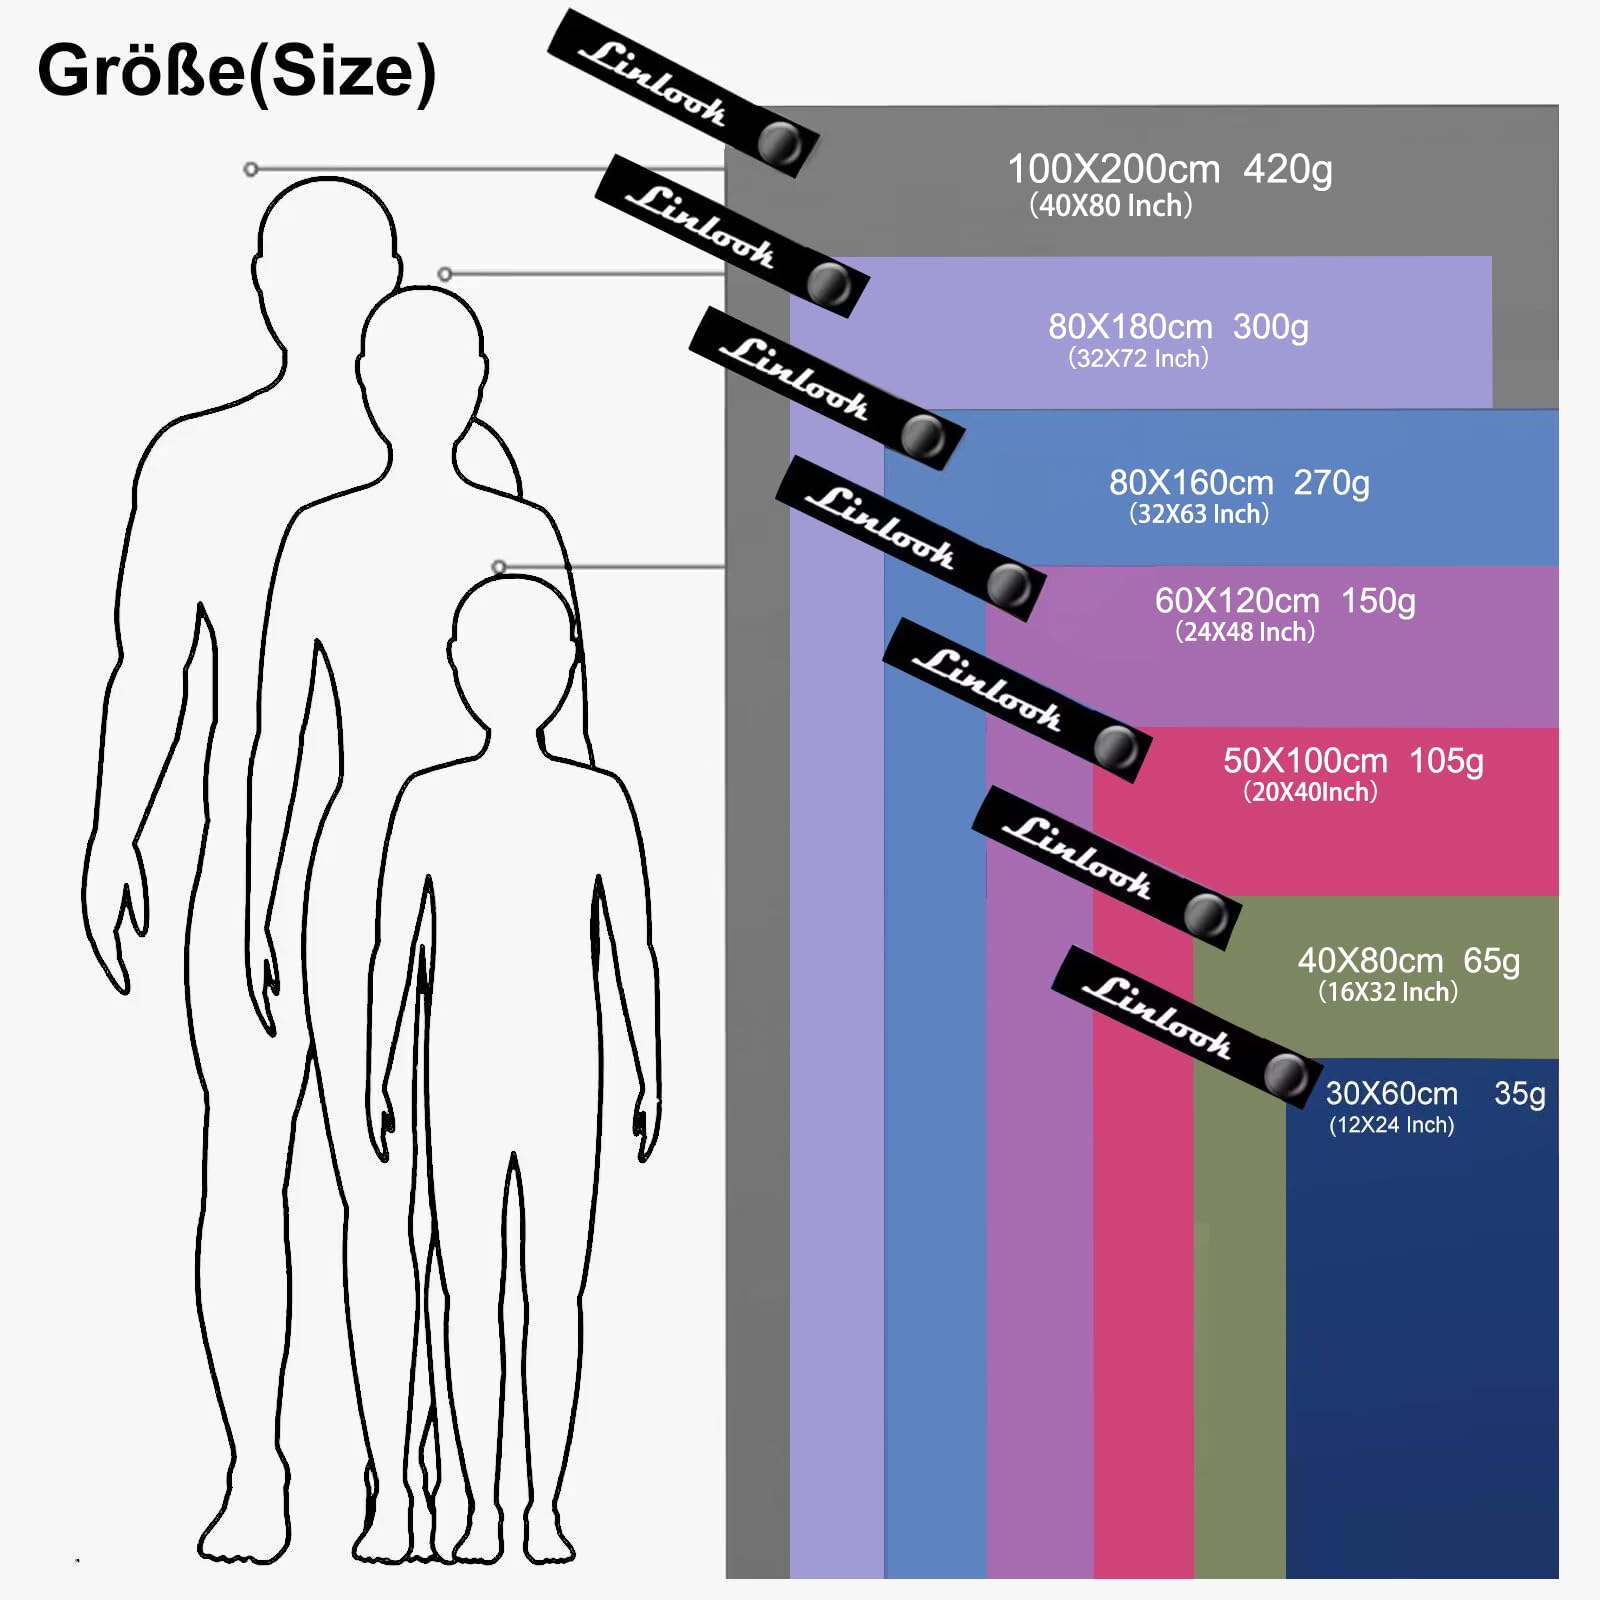 Größe(Size)
Linlook
100X200cm 420g
(40X80 Inch)
Linlook
80X180cm 300g
(32X72 Inch)
Linlook
80X160cm 270g
(32X63 Inch)
Linlook
60X120cm 150g
(24X48 Inch)
Linlook
50X100cm 105g
(20X40Inch)
Linlook
40X80cm 65g
(16X32 Inch)
Linlook
30X60cm 35g
(12X24 Inch)